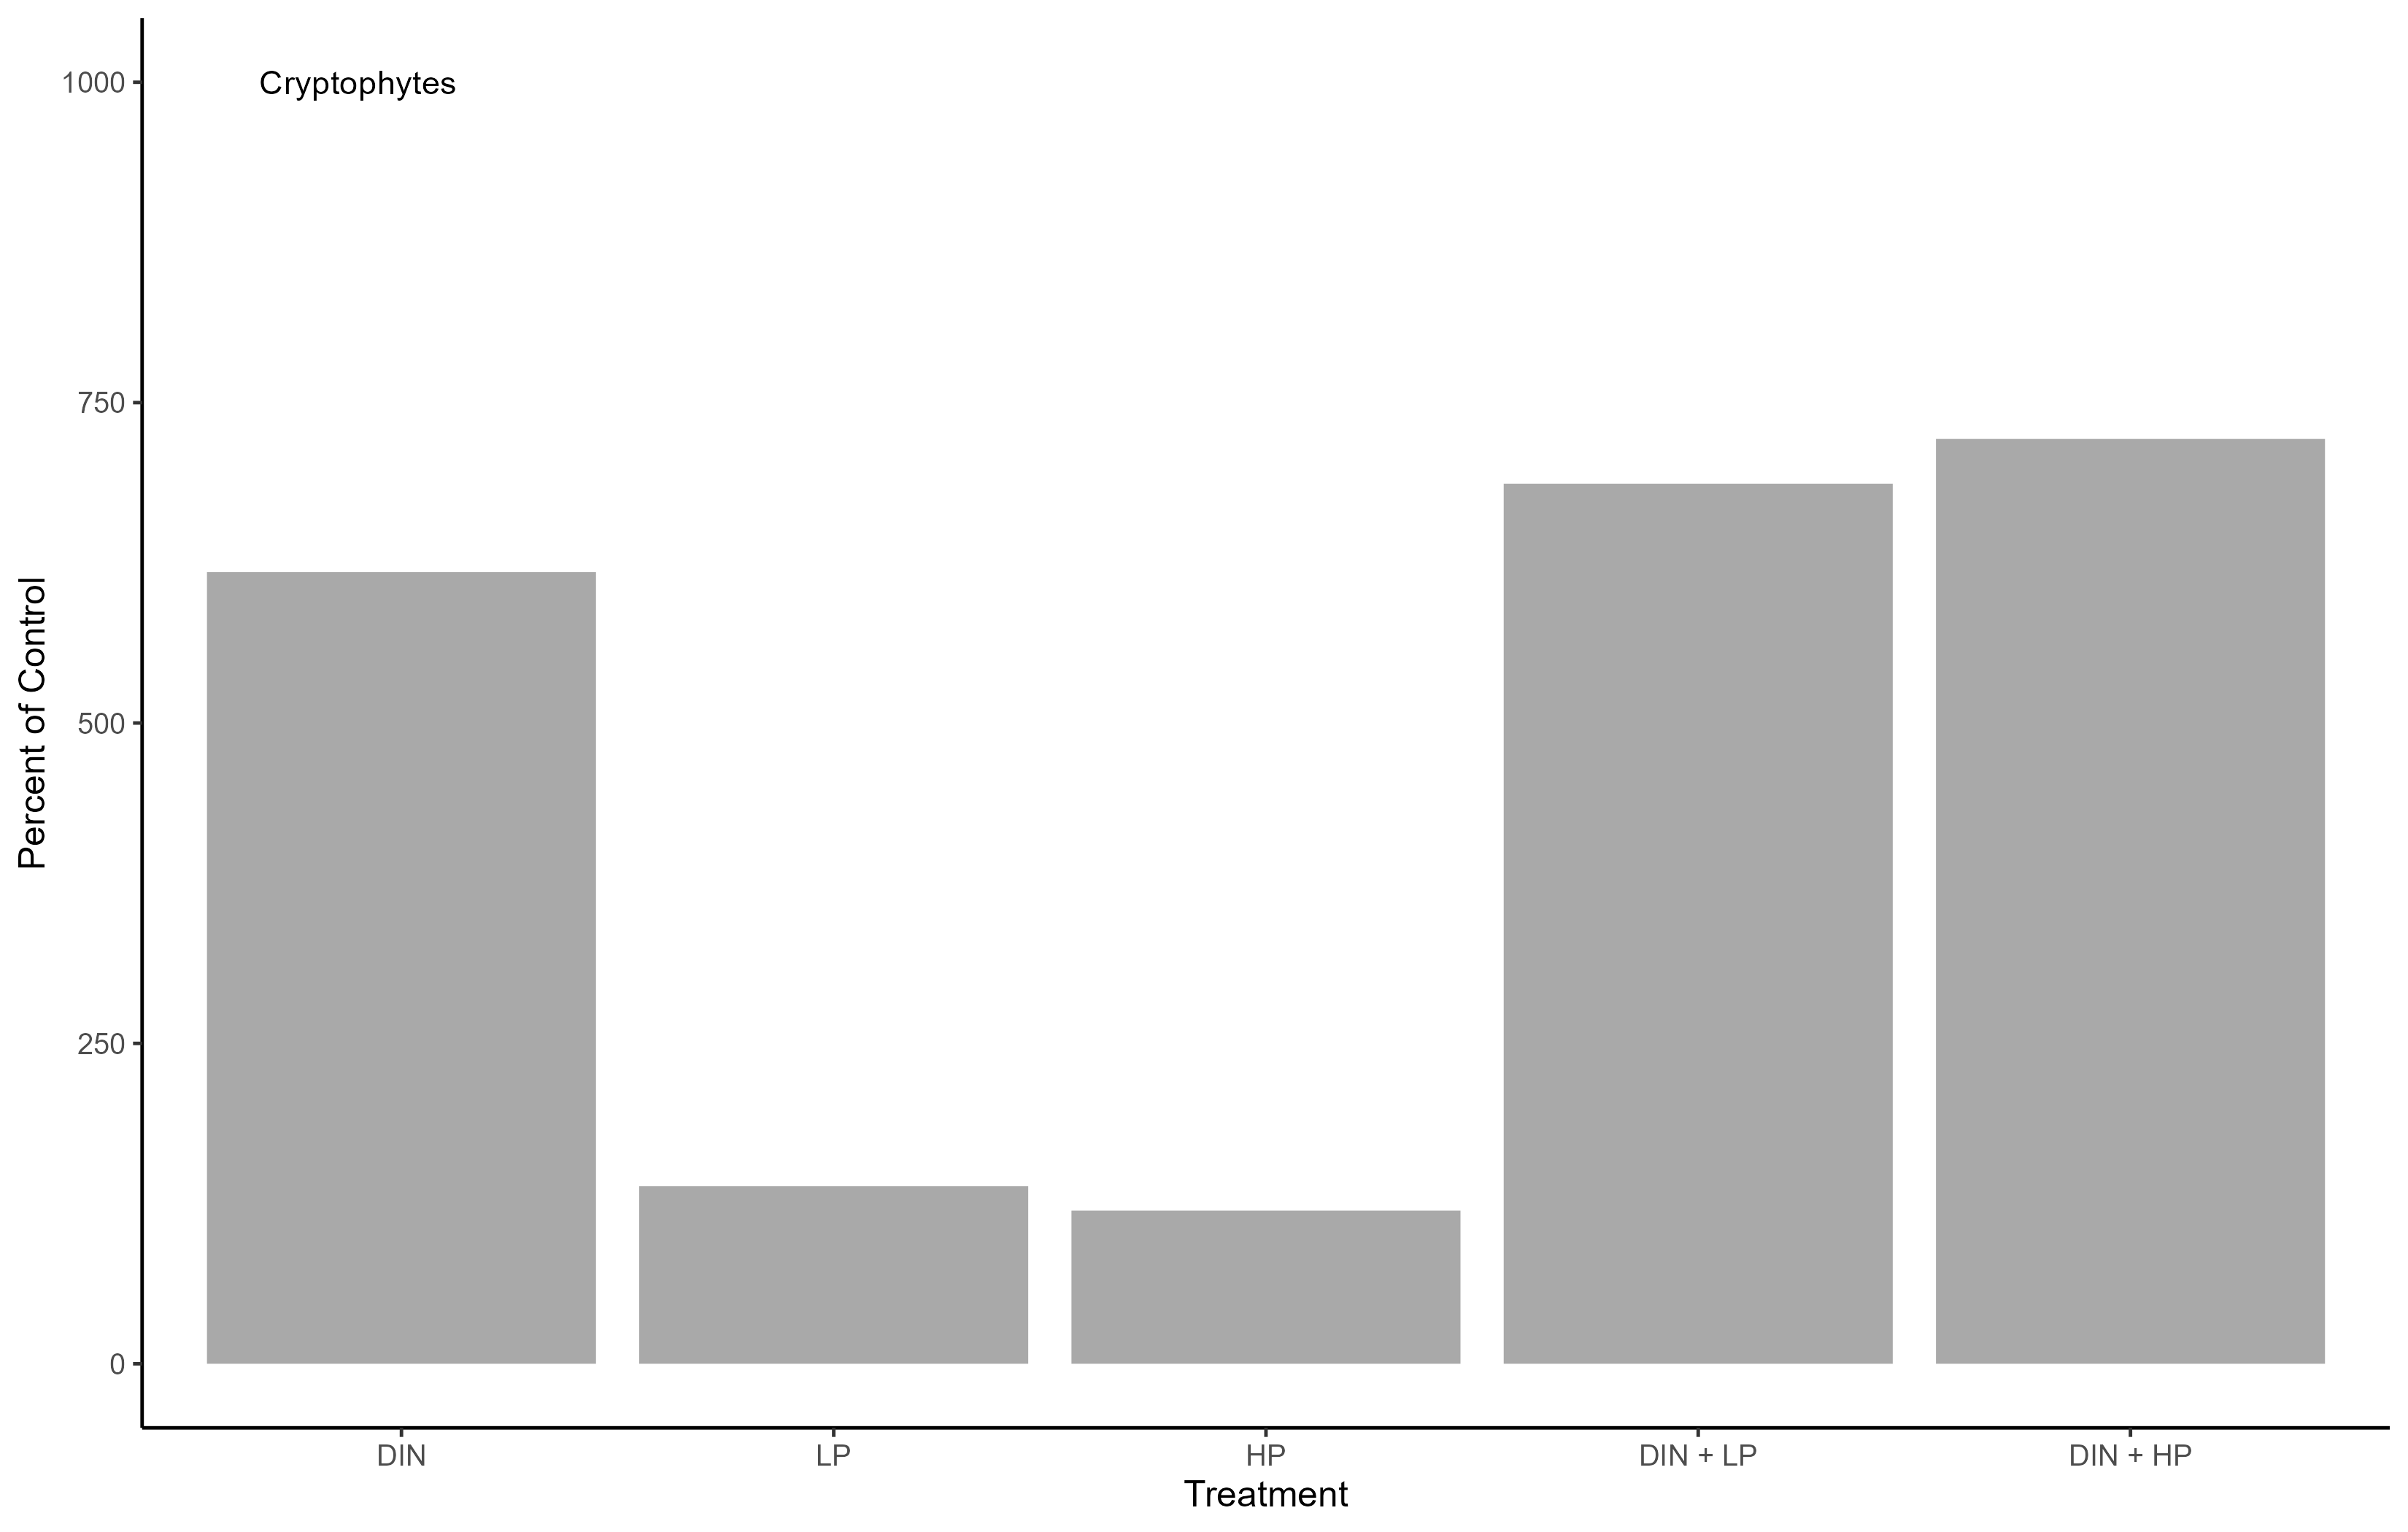 Cryptophytes
Percent of Control
1000
750
500
250
0
DIN
LP
HP
DIN + LP
DIN + HP
Treatment